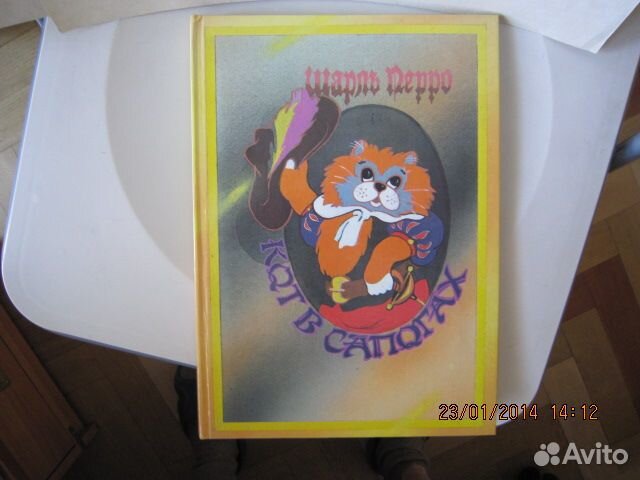 Шарль Перро
КОТ В САПОГАХ
23/01/2014 14:12
Avito